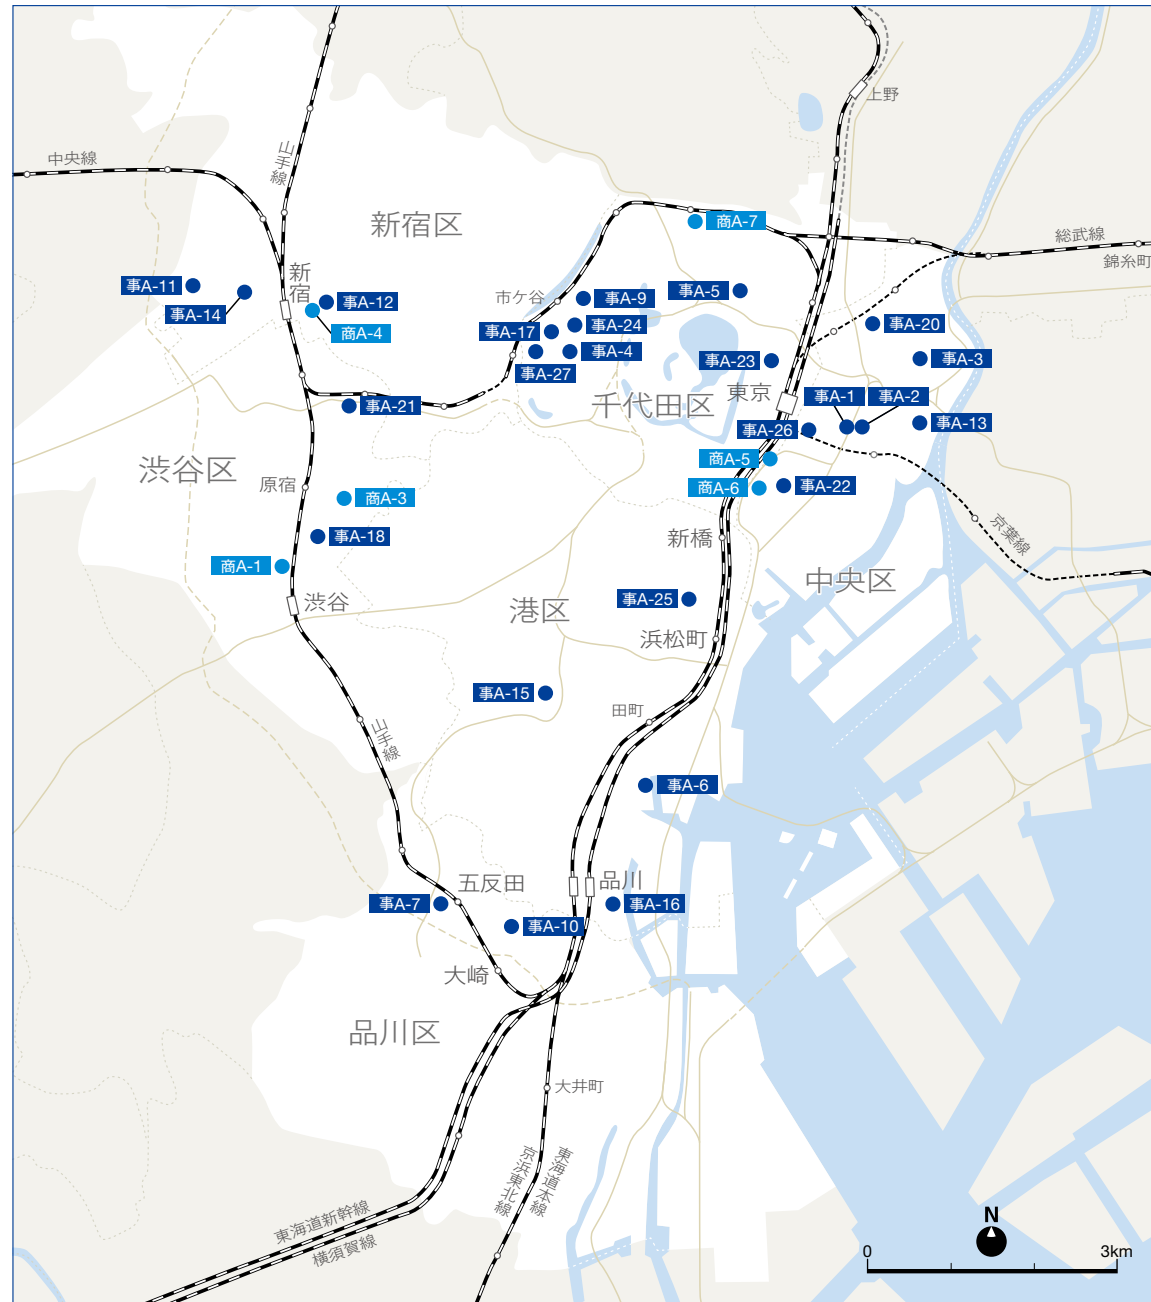 上野
中央線
山手線
新宿区
商A-7
総武線
錦糸町
新宿
事A-11
事A-14
事A-12
商A-4
市ケ谷
事A-9
事A-5
事A-17
事A-24
事A-4
事A-27
事A-20
事A-23
事A-3
千代田区
東京
事A-1
事A-2
事A-21
事A-26
事A-13
渋谷区
原宿
商A-3
商A-5
商A-6
事A-22
事A-18
新橋
京葉線
商A-1
渋谷
港区
事A-25
中央区
浜松町
事A-15
田町
山手線
事A-6
五反田
品川
事A-7
事A-16
事A-10
大崎
品川区
大井町
東海道本線
京浜東北線
東海道新幹線
横須賀線
N
0
3km